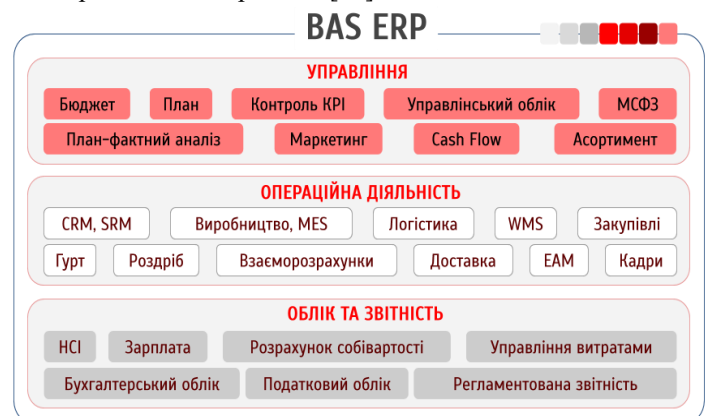 BAS ERP
УПРАВЛІННЯ
Бюджет План Контроль KPI Управлінський облік МСФЗ
План-фактний аналіз Маркетинг Cash Flow Асортимент
ОПЕРАЦІЙНА ДІЯЛЬНІСТЬ
CRM, SRM Виробництво, MES Логістика WMS Закупівлі
Гурт Роздріб Взаєморозрахунки Доставка EAM Кадри
ОБЛІК ТА ЗВІТНІСТЬ
НСІ Зарплата Розрахунок собівартості Управління витратами
Бухгалтерський облік Податковий облік Регламентована звітність